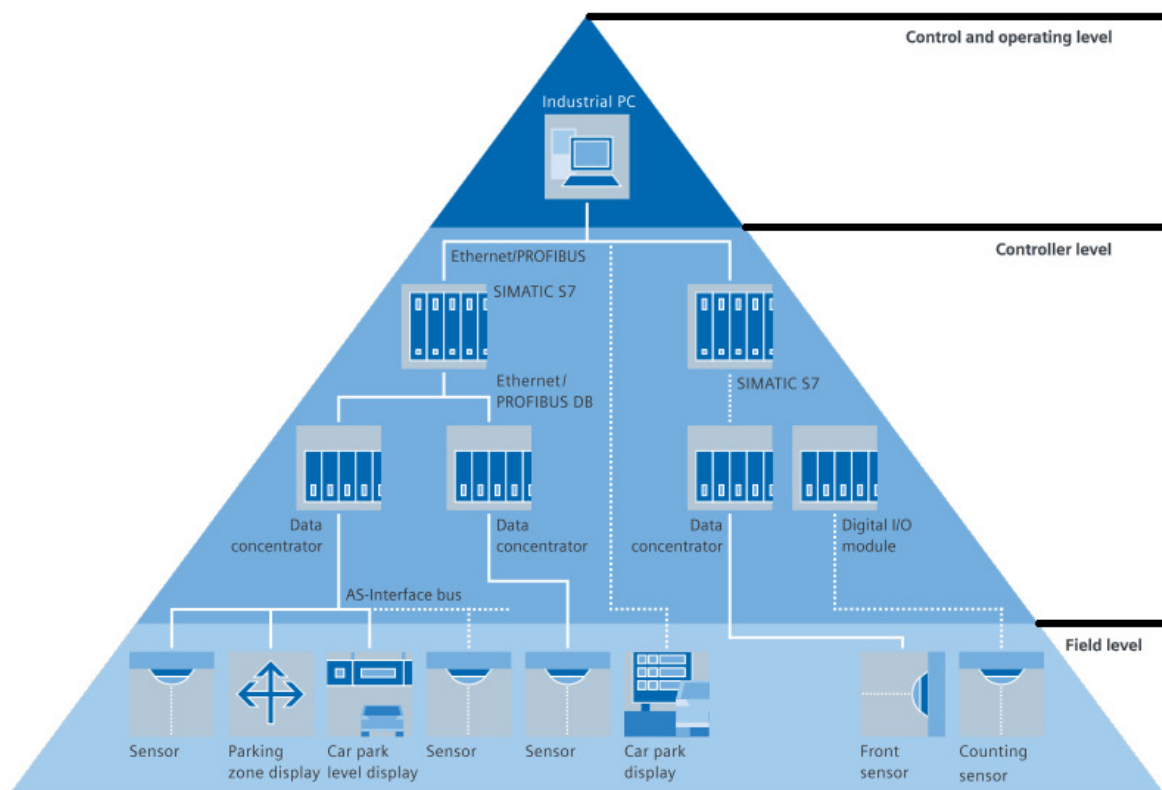 Control and operating level
Industrial PC
Controller level
Ethernet/PROFIBUS
SIMATIC S7
Ethernet/
PROFIBUS DB
SIMATIC S7
Data
concentrator
Data
concentrator
Data
concentrator
Digital I/O
module
AS-Interface bus
Field level
Sensor
Parking
zone display
Car park
level display
Sensor
Sensor
Car park
display
Front
sensor
Counting
sensor